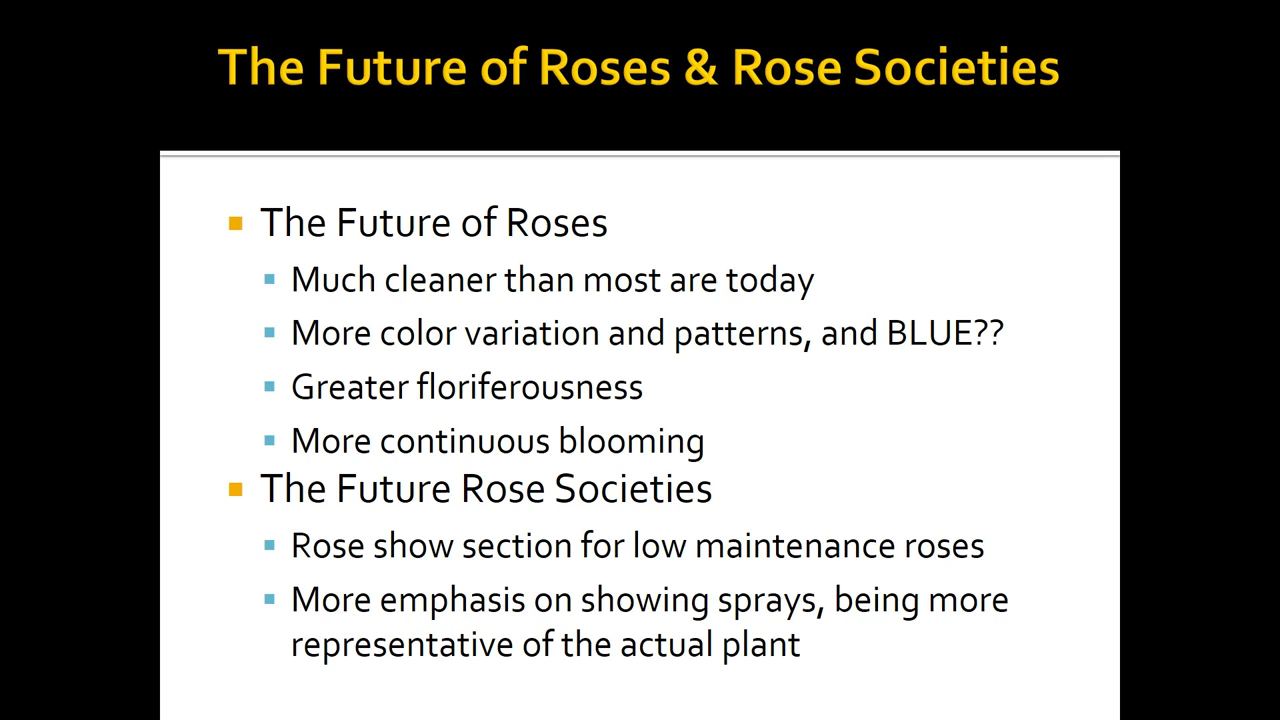 The Future of Roses & Rose Societies
The Future of Roses
Much cleaner than most are today
More color variation and patterns, and BLUE??
Greater floriferousness
More continuous blooming
The Future Rose Societies
Rose show section for low maintenance roses
More emphasis on showing sprays, being more
representative of the actual plant